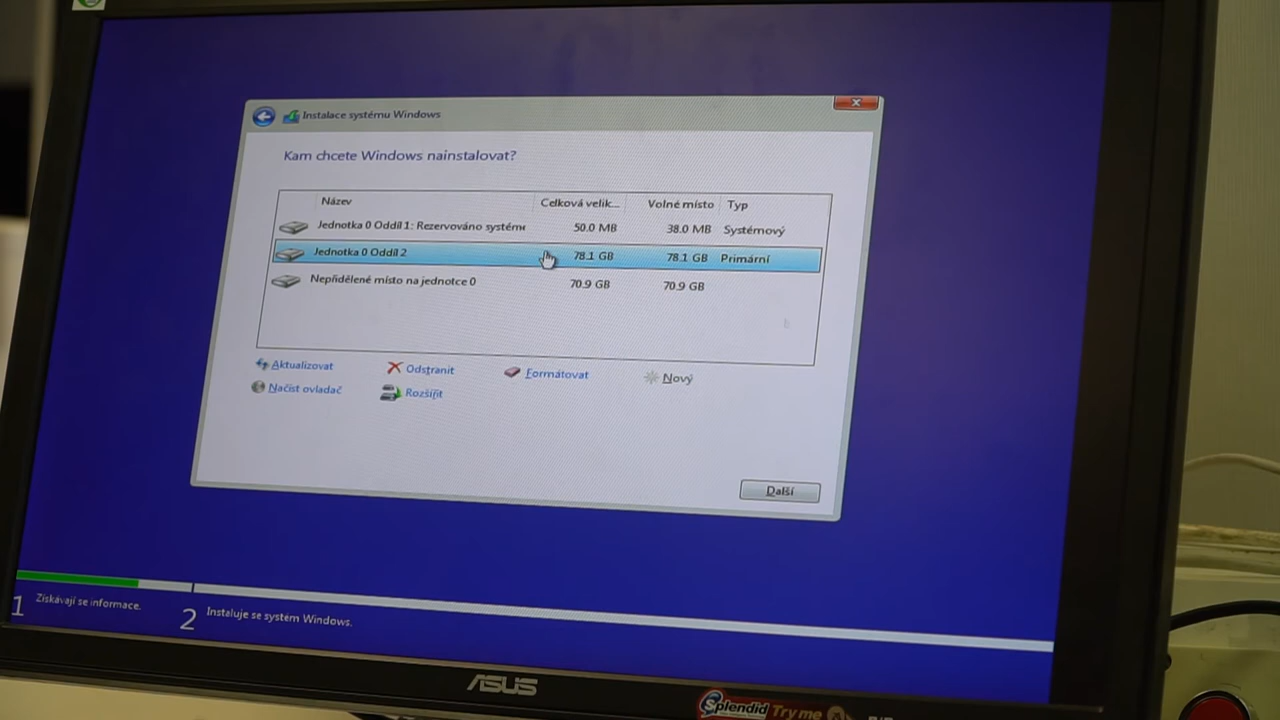 Instalace systému Windows
Kam chcete Windows nainstalovat?
Název Celková velik... Volné místo Typ
Jednotka 0 Oddíl 1: Rezervováno systéme 50.0 MB 38.0 MB Systémový
Jednotka 0 Oddíl 2 78.1 GB 78.1 GB Primární
Nepřidělené místo na jednotce 0 70.9 GB 70.9 GB
Aktualizovat Odstranit Formátovat Nový
Načíst ovladač Rozšířit
Další
1 Získávají se informace.
2 Instaluje se systém Windows.
ASUS
Splendid Try me